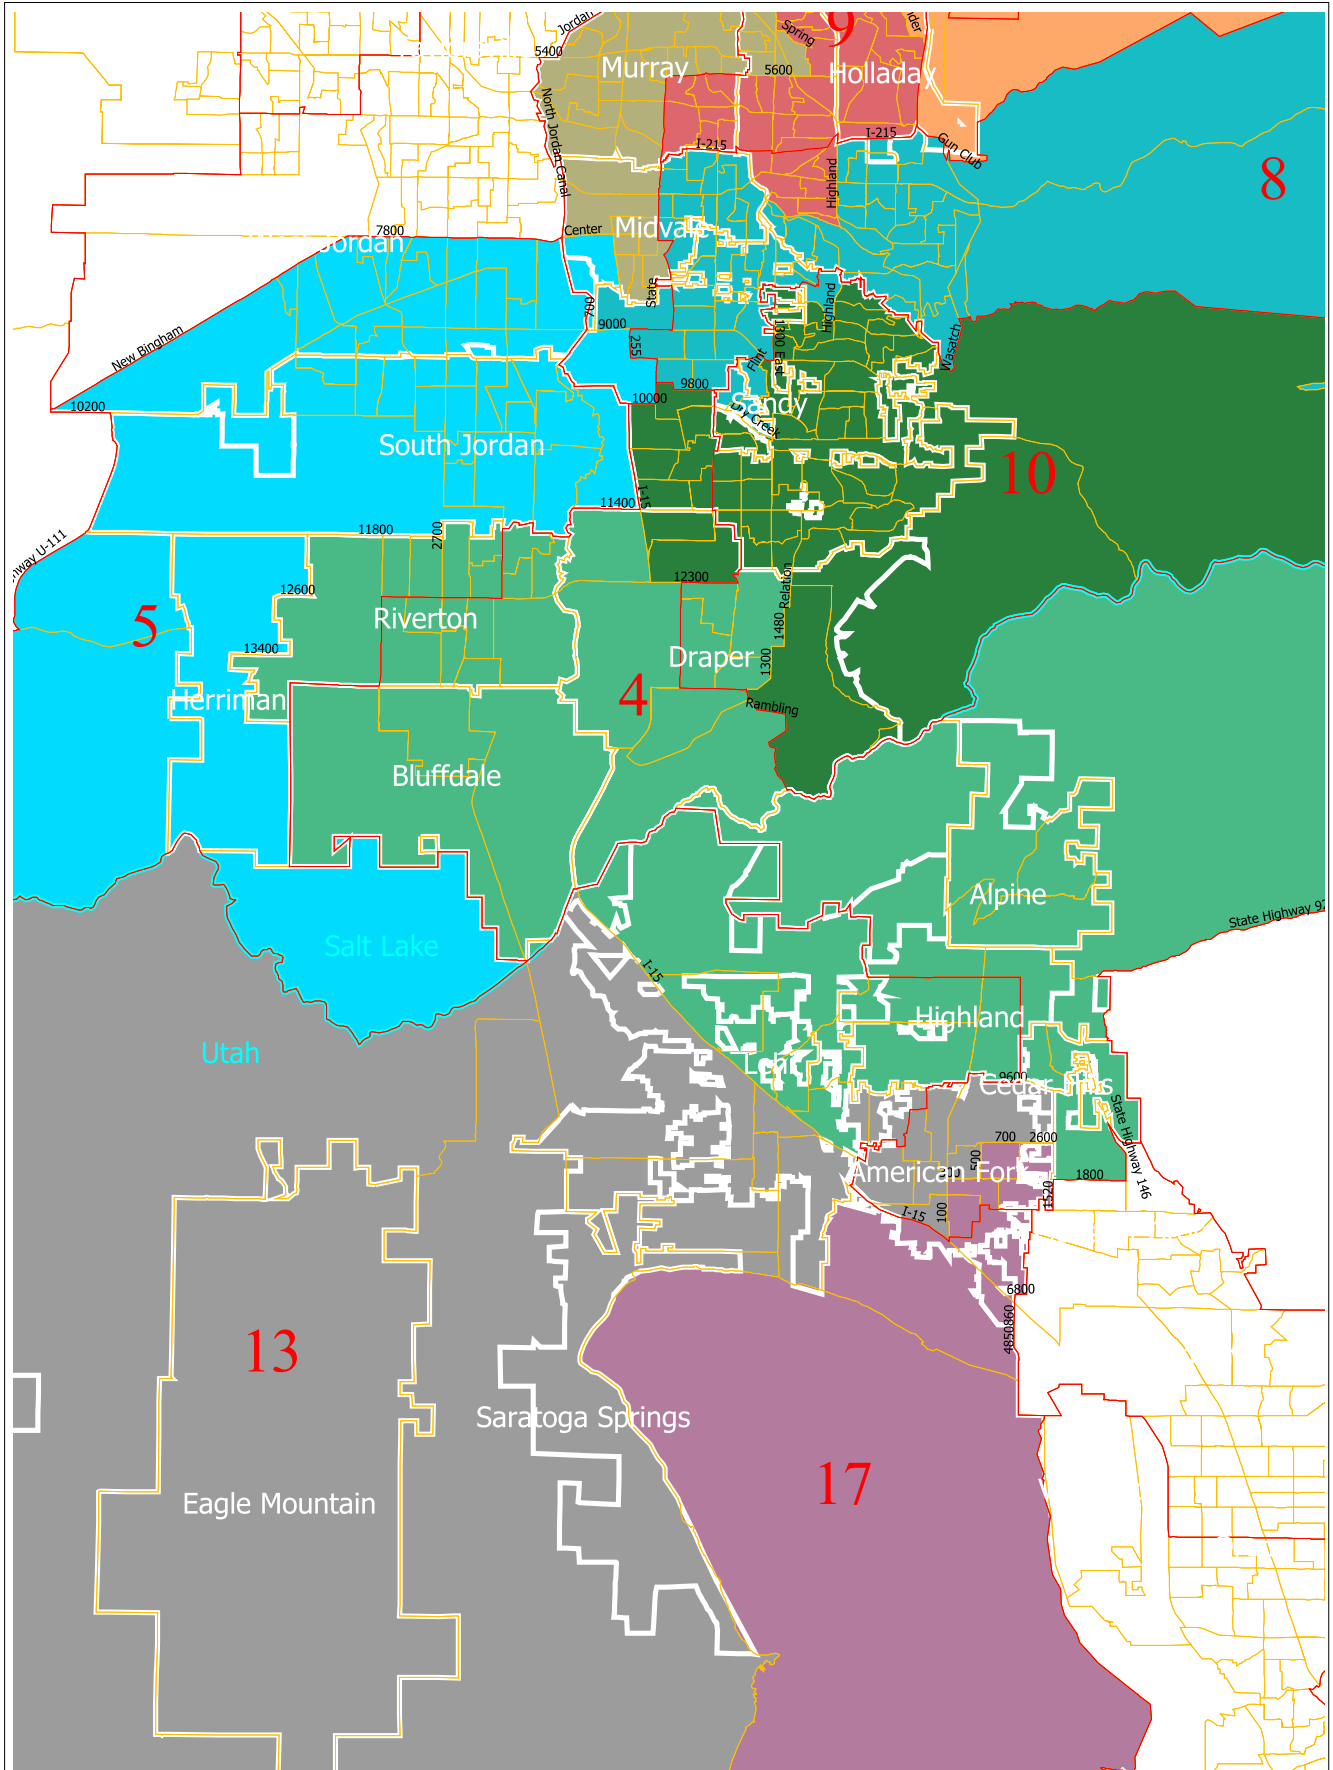 9
Jordan
Spring
5400
Murray
5600
Holladay
North Jordan Canal
I-215
I-215
Gun Club
Highland
8
7800
Center
Midvale
Jordan
State
700
9000
Highland
1300 East
255
Flint
Wasatch
New Bingham
9800
10000
Sandy
Dry Creek
10200
South Jordan
10
I-15
11400
11800
2700
U-111
12300
Relation
12600
5
Riverton
1480
13400
Draper
1300
4
Herriman
Rambling
Bluffdale
Alpine
State Highway 92
Salt Lake
I-15
Highland
Utah
Lehi
9600
Cedar Hills
State Highway 146
700
2600
500
American Fork
1800
1520
100
I-15
6800
4850
860
13
Saratoga Springs
17
Eagle Mountain